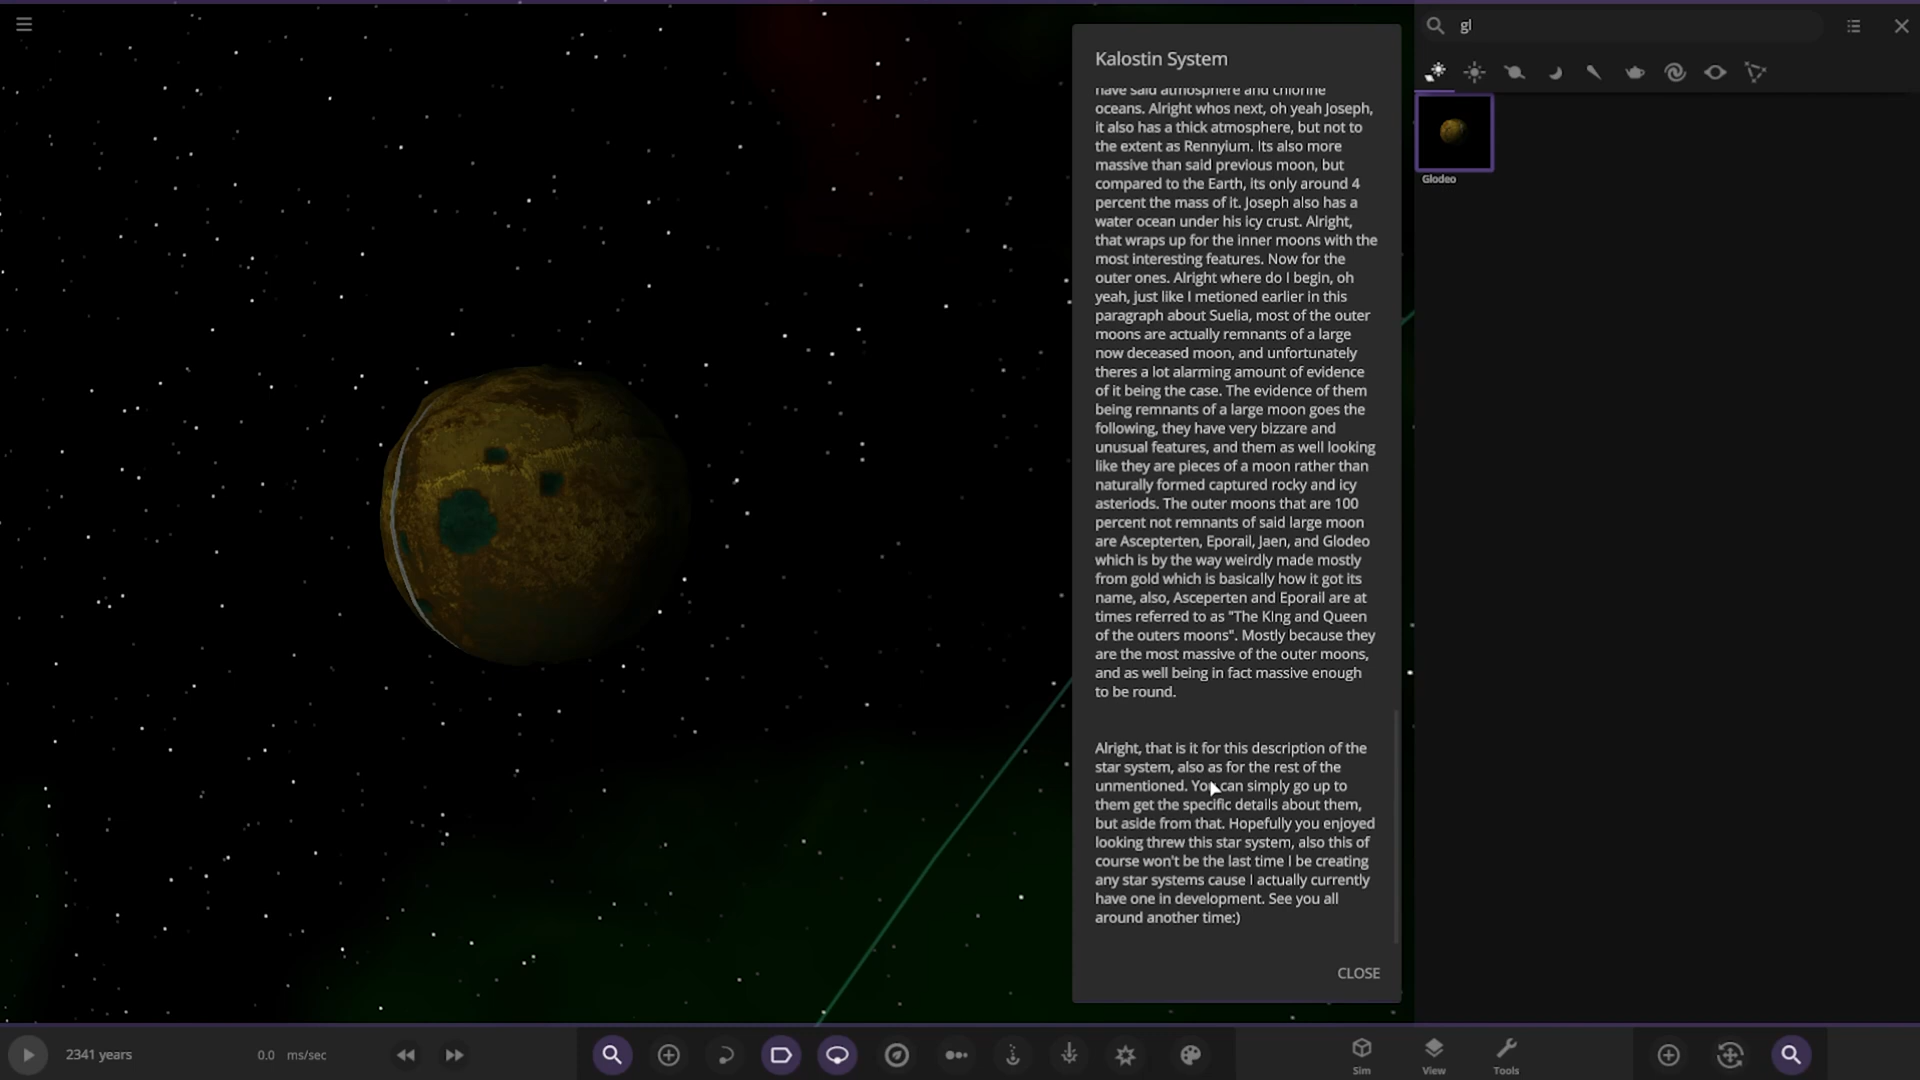 gl
Glodeo
Kalostin System
have said atmosphere and chlorine
oceans. Alright whos next, oh yeah Joseph,
it also has a thick atmosphere, but not to
the extent as Rennyium. Its also more
massive than said previous moon, but
compared to the Earth, its only around 4
percent the mass of it. Joseph also has a
water ocean under his icy crust. Alright,
that wraps up for the inner moons with the
most interesting features. Now for the
outer ones. Alright where do I begin, oh
yeah, just like I metioned earlier in this
paragraph about Suelia, most of the outer
moons are actually remnants of a large
now deceased moon, and unfortunately
theres a lot alarming amount of evidence
of it being the case. The evidence of them
being remnants of a large moon goes the
following, they have very bizzare and
unusual features, and them as well looking
like they are pieces of a moon rather than
naturally formed captured rocky and icy
asteriods. The outer moons that are 100
percent not remnants of said large moon
are Ascepterten, Eporail, Jaen, and Glodeo
which is by the way weirdly made mostly
from gold which is basically how it got its
name, also, Asceperten and Eporail are at
times referred to as "The King and Queen
of the outers moons". Mostly because they
are the most massive of the outer moons,
and as well being in fact massive enough
to be round.
Alright, that is it for this description of the
star system, also as for the rest of the
unmentioned. You can simply go up to
them get the specific details about them,
but aside from that. Hopefully you enjoyed
looking threw this star system, also this of
course won't be the last time I be creating
any star systems cause I actually currently
have one in development. See you all
around another time:)
CLOSE
2341 years
0.0 ms/sec
Sim
View
Tools